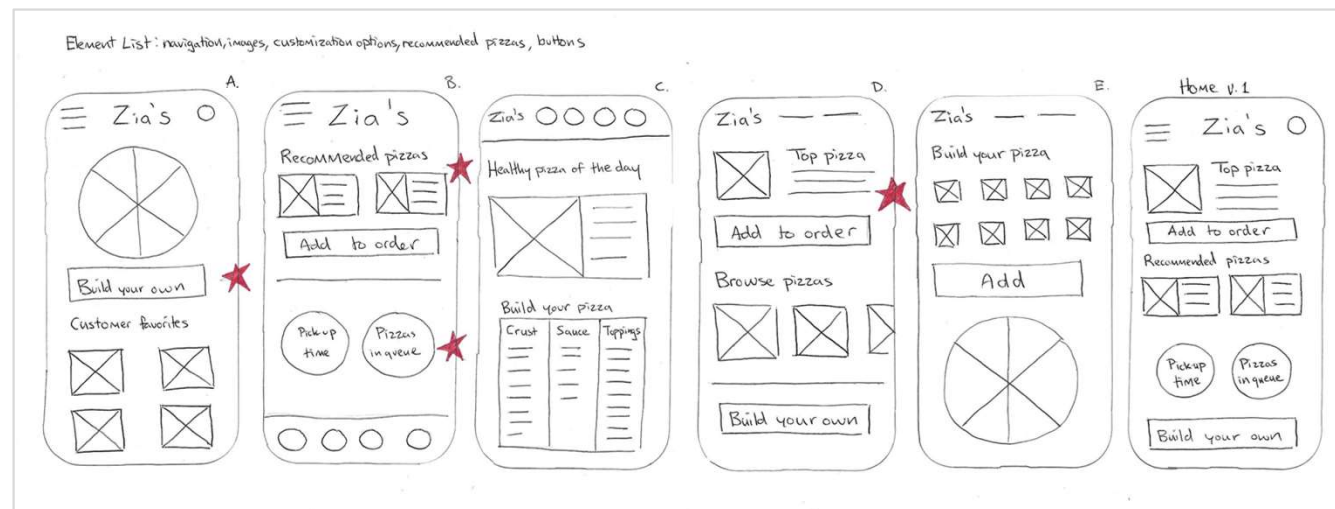 Element List: navigation, images, customization options, recommended pizzas, buttons
A.
Zia's
Build your own
Customer favorites
B.
Zia's
Recommended pizzas
Add to order
Pick up
time
Pizzas
in queue
C.
Zia's
Healthy pizza of the day
Build your pizza
Crust Sauce Toppings
D.
Zia's
Top pizza
Add to order
Browse pizzas
Build your own
E.
Zia's
Build your pizza
Add
Home v.1
Zia's
Top pizza
Add to order
Recommended pizzas
Pickup
time
Pizzas
in queue
Build your own